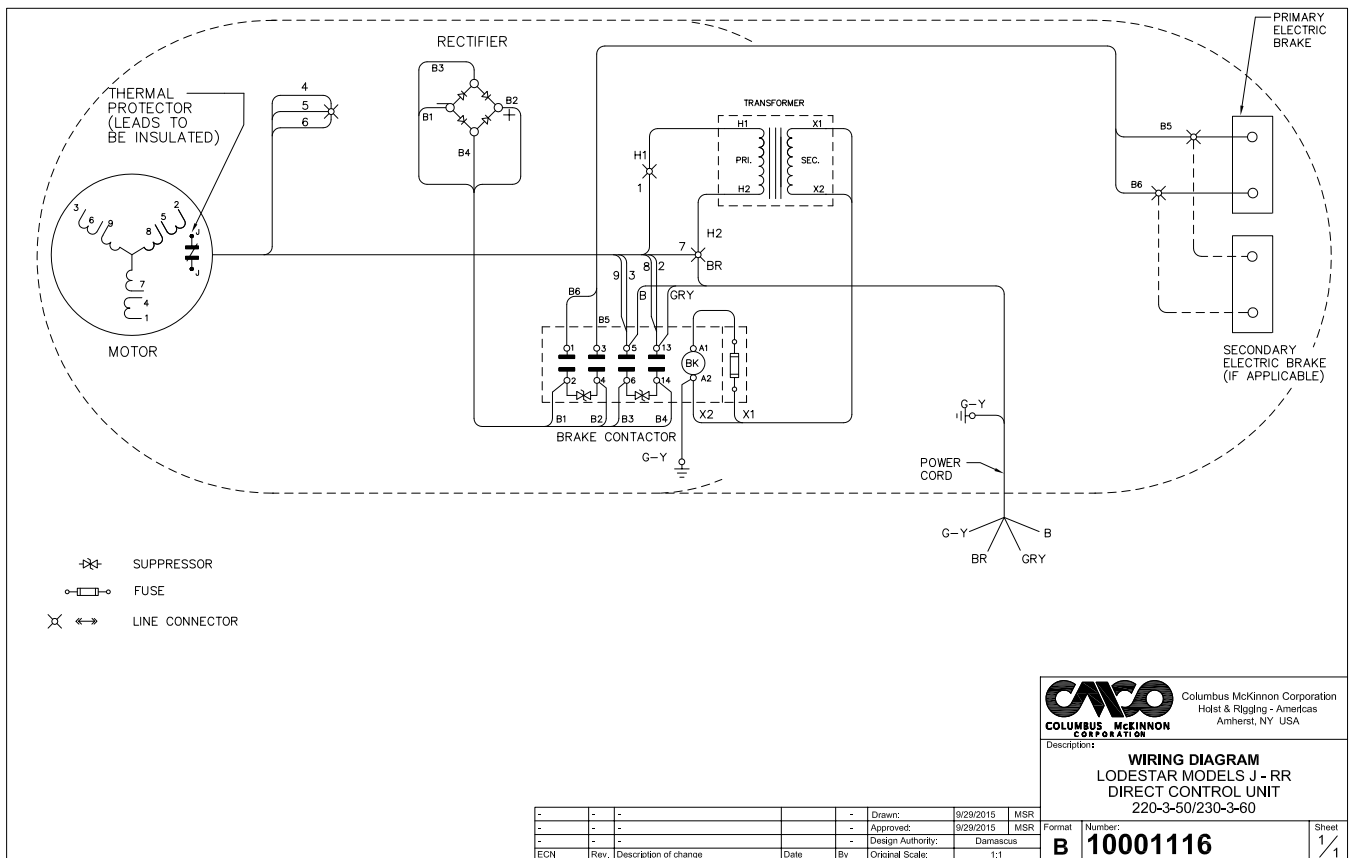 PRIMARY
ELECTRIC
BRAKE
RECTIFIER
B3
B1
B2
B4
THERMAL
PROTECTOR
(LEADS TO
BE INSULATED)
4
5
6
TRANSFORMER
H1
X1
PRI.
SEC.
H2
X2
H1
1
B5
B6
3
6
9
2
5
8
J
J
7
4
1
MOTOR
H2
7
BR
9
3
8
2
B
GRY
B6
B5
1
3
5
13
A1
BK
A2
2
4
6
14
B1
B2
B3
B4
X2
X1
BRAKE CONTACTOR
G-Y
SECONDARY
ELECTRIC BRAKE
(IF APPLICABLE)
G-Y
POWER
CORD
G-Y
B
BR
GRY
SUPPRESSOR
FUSE
LINE CONNECTOR
CMCO
COLUMBUS McKINNON
CORPORATION
Columbus McKinnon Corporation
Hoist & Rigging - Americas
Amherst, NY USA
Description:
WIRING DIAGRAM
LODESTAR MODELS J - RR
DIRECT CONTROL UNIT
220-3-50/230-3-60
- - - - Drawn: 9/29/2015 MSR
- - - - Approved: 9/29/2015 MSR
- - - - Design Authority: Damascus
ECN Rev. Description of change Date By Original Scale: 1:1
Format
B
Number:
10001116
Sheet
1/1